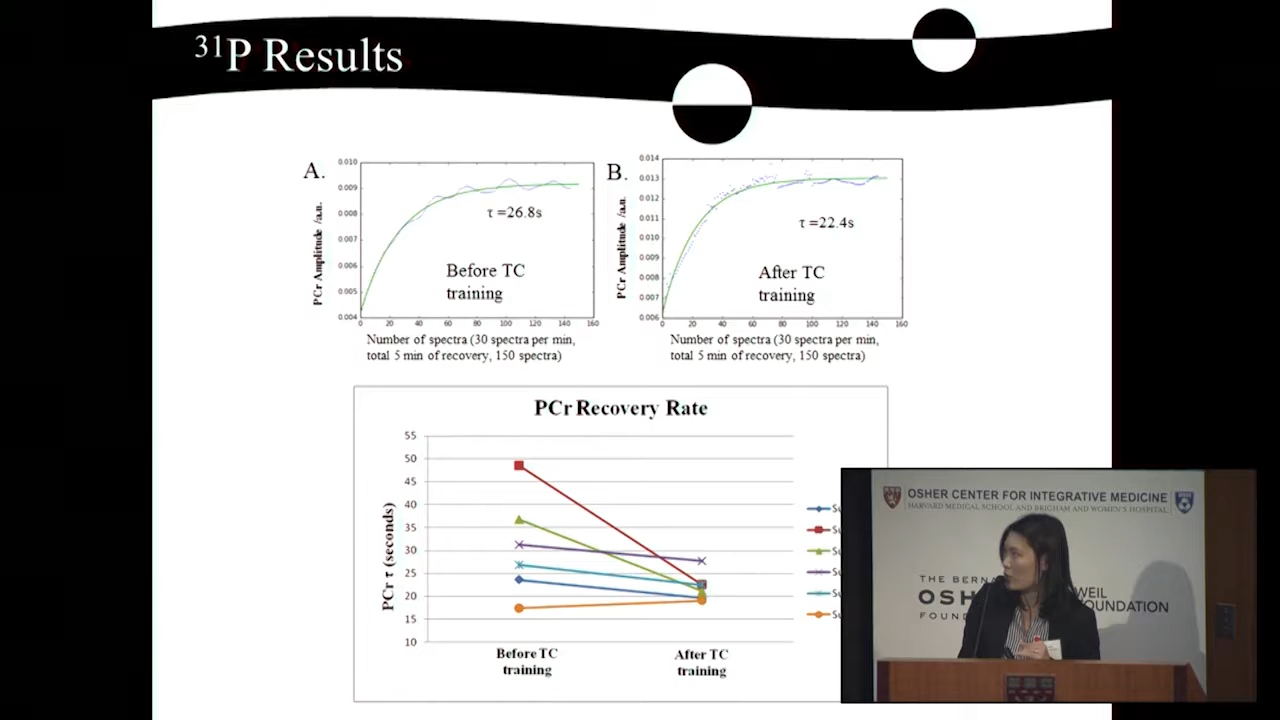 31P Results
A.
PCr Amplitude /a.u.
0.010
0.009
0.008
0.007
0.006
0.005
0.004
τ =26.8s
Before TC
training
0 20 40 60 80 100 120 140 160
Number of spectra (30 spectra per min,
total 5 min of recovery, 150 spectra)
B.
PCr Amplitude /a.u.
0.014
0.013
0.012
0.011
0.010
0.009
0.008
0.007
0.006
τ =22.4s
After TC
training
0 20 40 60 80 100 120 140 160
Number of spectra (30 spectra per min,
total 5 min of recovery, 150 spectra)
PCr Recovery Rate
PCr τ (seconds)
55
50
45
40
35
30
25
20
15
10
Before TC
training
After TC
training
OSHER CENTER FOR INTEGRATIVE MEDICINE
HARVARD MEDICAL SCHOOL AND BRIGHAM AND WOMEN'S HOSPITAL
THE BERNA
OSH
FOUND
WEIL
FOUNDATION